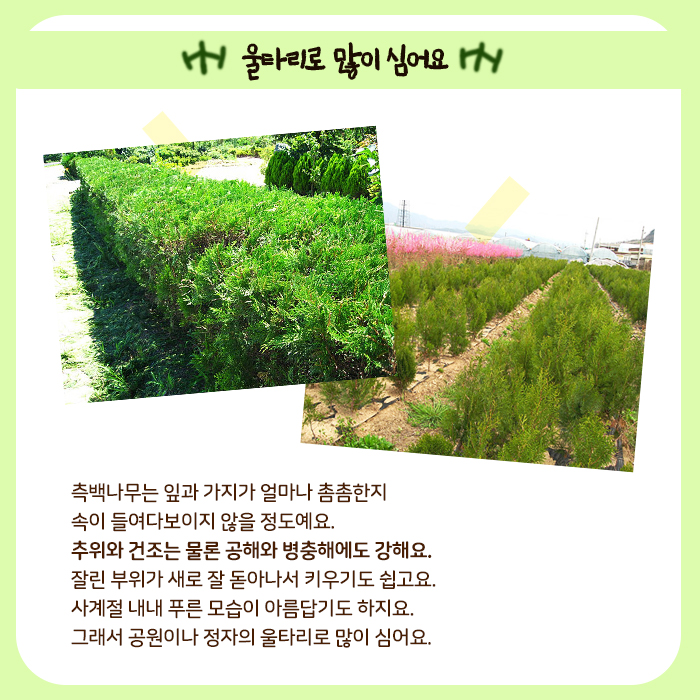 울타리로 많이 심어요
측백나무는 잎과 가지가 얼마나 촘촘한지
속이 들여다보이지 않을 정도예요.
추위와 건조는 물론 공해와 병충해에도 강해요.
잘린 부위가 새로 잘 돋아나서 키우기도 쉽고요.
사계절 내내 푸른 모습이 아름답기도 하지요.
그래서 공원이나 정자의 울타리로 많이 심어요.